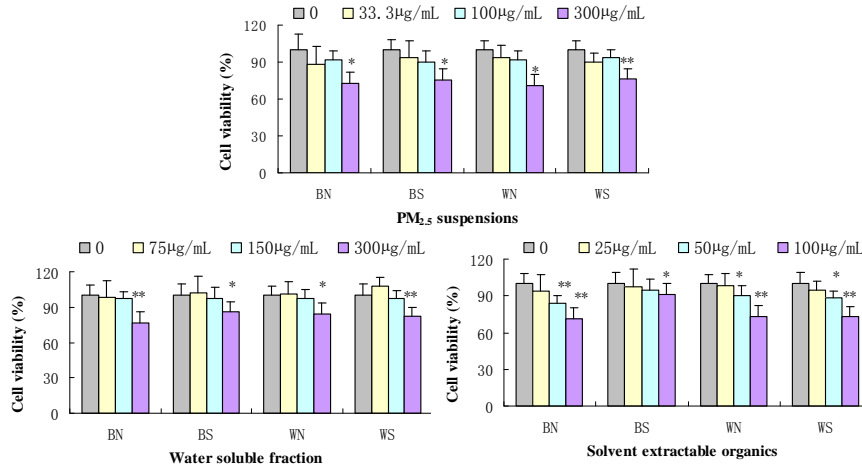 0 33.3μg/mL 100μg/mL 300μg/mL
120
90
60
30
0
Cell viability (%)
* * * **
BN BS WN WS
PM2.5 suspensions
0 75μg/mL 150μg/mL 300μg/mL
120
90
60
30
0
Cell viability (%)
** * * **
BN BS WN WS
Water soluble fraction
0 25μg/mL 50μg/mL 100μg/mL
120
90
60
30
0
Cell viability (%)
** ** * * ** * **
BN BS WN WS
Solvent extractable organics